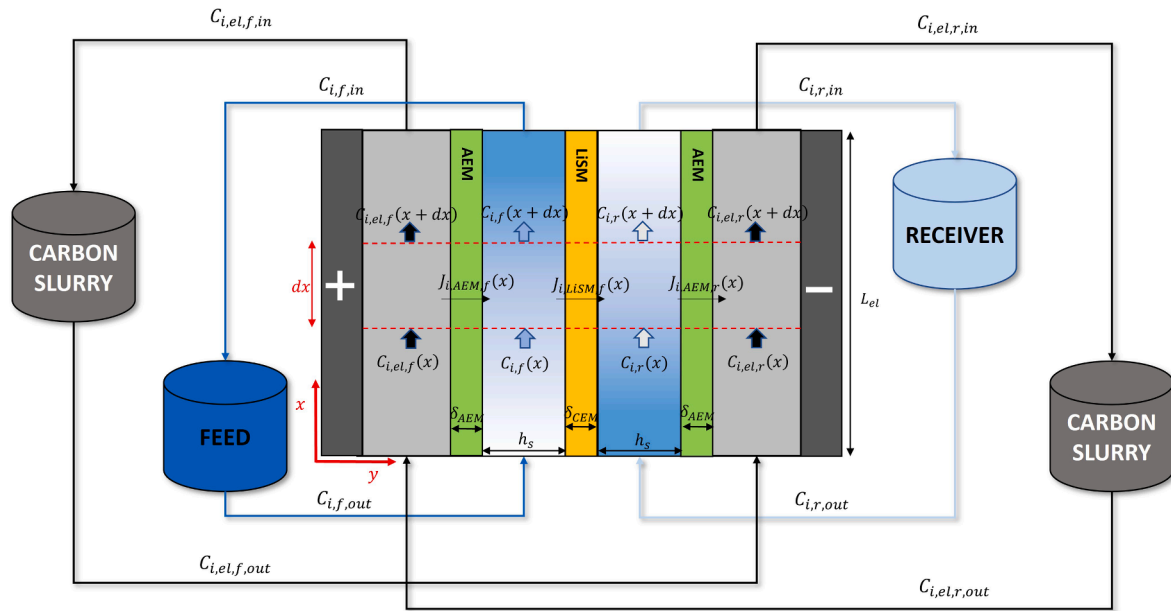 C_{i,el,f,in}
C_{i,el,r,in}
C_{i,f,in}
C_{i,r,in}
AEM
LiSM
AEM
C_{i,el,f}(x + dx)
C_{i,f}(x + dx)
C_{i,r}(x + dx)
C_{i,el,r}(x + dx)
CARBON
SLURRY
RECEIVER
dx
+
J_{i,AEM,f}(x)
J_{i,LiSM,f}(x)
J_{i,AEM,r}(x)
−
L_{el}
C_{i,el,f}(x)
C_{i,f}(x)
C_{i,r}(x)
C_{i,el,r}(x)
x
δ_{AEM}
δ_{CEM}
δ_{AEM}
FEED
h_s
h_s
CARBON
SLURRY
y
C_{i,f,out}
C_{i,r,out}
C_{i,el,f,out}
C_{i,el,r,out}